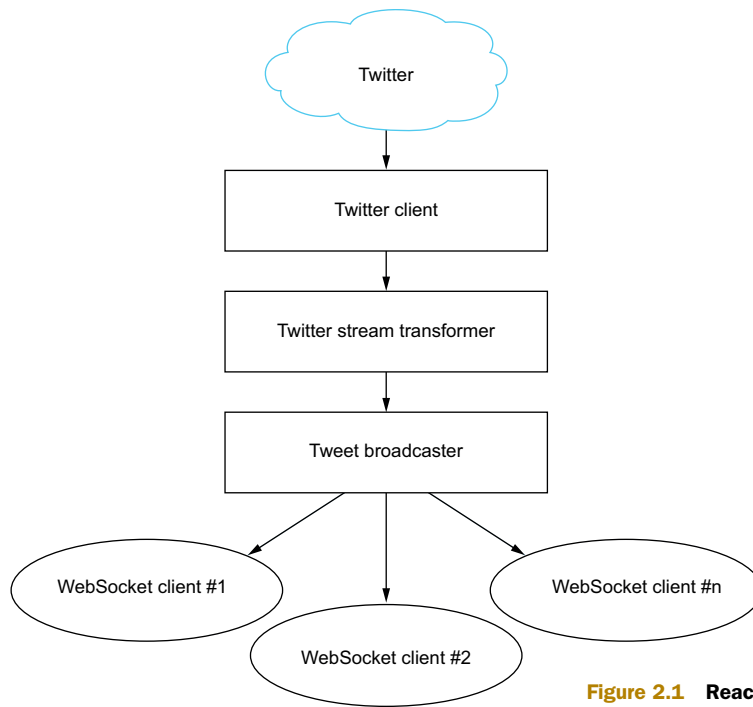 Twitter
Twitter client
Twitter stream transformer
Tweet broadcaster
WebSocket client #1
WebSocket client #n
WebSocket client #2
Figure 2.1 Reac